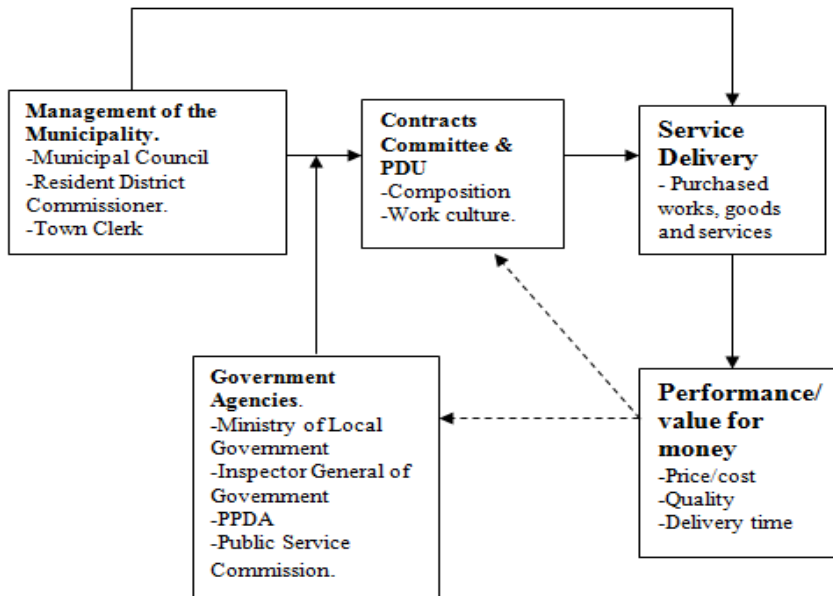 Management of the
Municipality.
-Municipal Council
-Resident District
Commissioner.
-Town Clerk
Contracts
Committee &
PDU
-Composition
-Work culture.
Service
Delivery
- Purchased
works, goods
and services
Government
Agencies.
-Ministry of Local
Government
-Inspector General of
Government
-PPDA
-Public Service
Commission.
Performance/
value for
money
-Price/cost
-Quality
-Delivery time